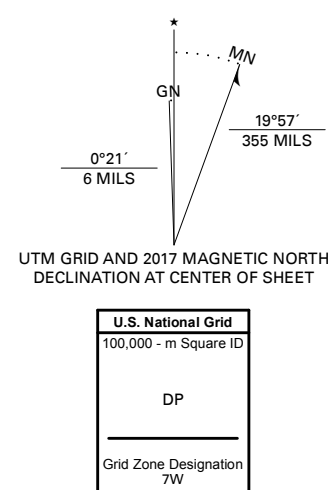 ★
MN
GN
19°57´
355 MILS
0°21´
6 MILS
UTM GRID AND 2017 MAGNETIC NORTH
DECLINATION AT CENTER OF SHEET
U.S. National Grid
100,000 - m Square ID
DP
Grid Zone Designation
7W